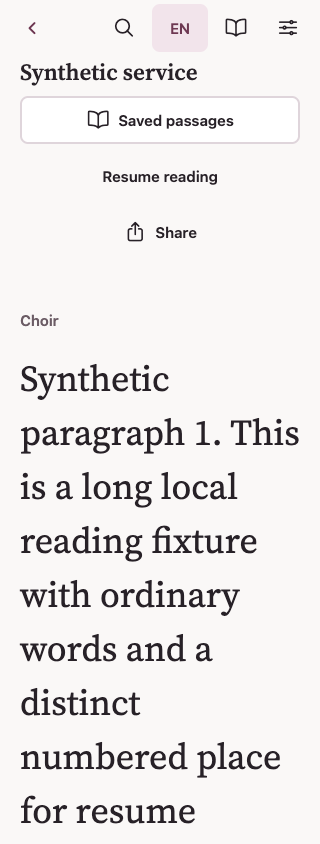 EN
Synthetic service
Saved passages
Resume reading
Share
Choir
Synthetic
paragraph 1. This
is a long local
reading fixture
with ordinary
words and a
distinct
numbered place
for resume